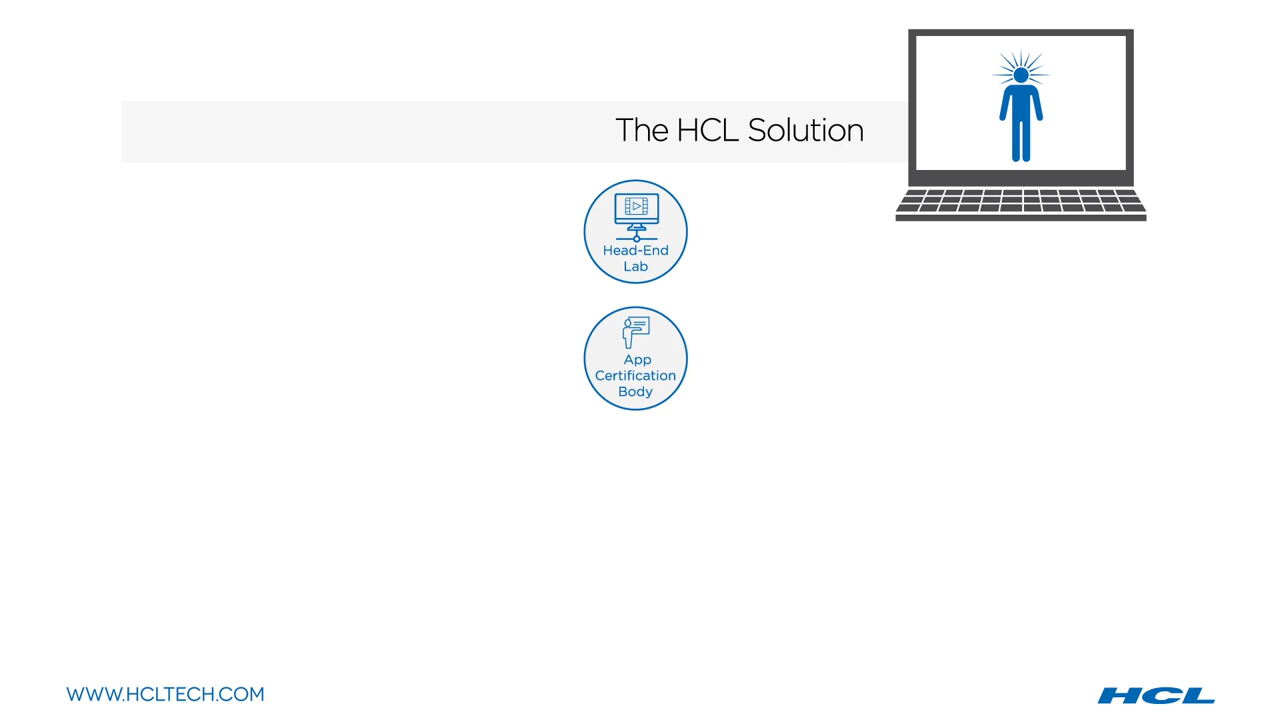 The HCL Solution
Head-End
Lab
App
Certification
Body
WWW.HCLTECH.COM
HCL